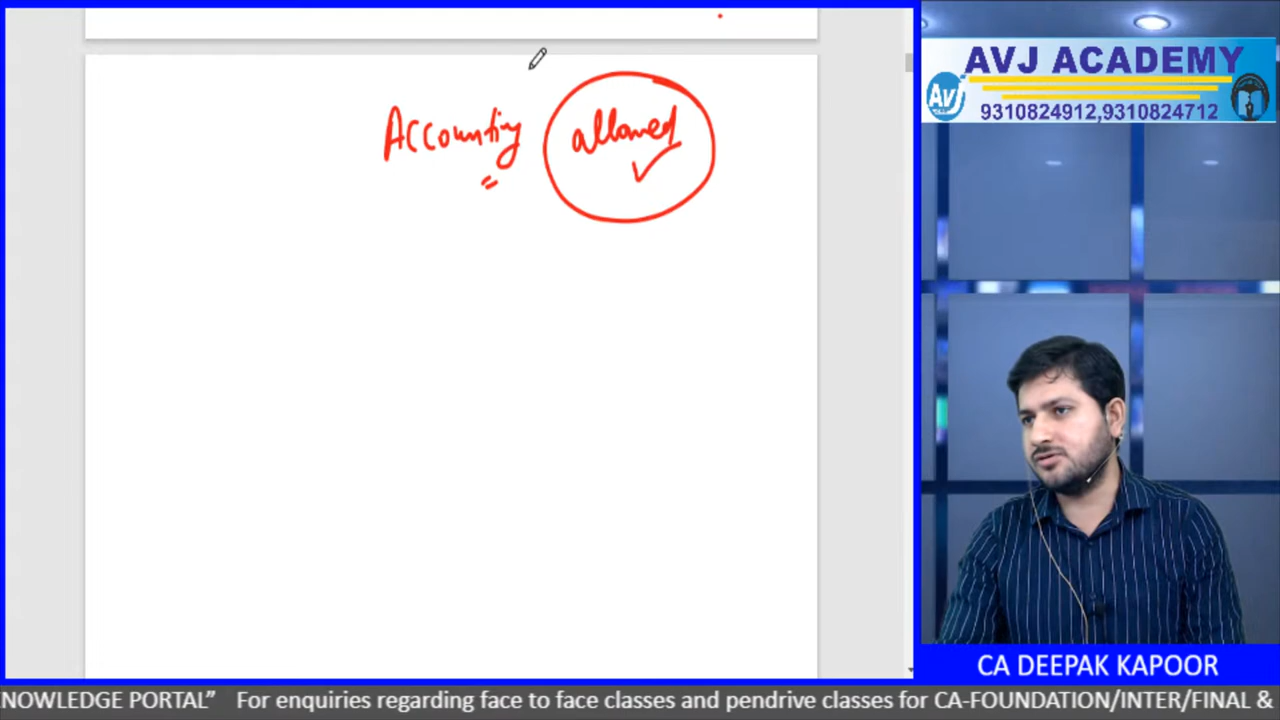 Accounting allowed
AVJ ACADEMY
AV
9310824912,9310824712
CA DEEPAK KAPOOR
NOWLEDGE PORTAL” For enquiries regarding face to face classes and pendrive classes for CA-FOUNDATION/INTER/FINAL &